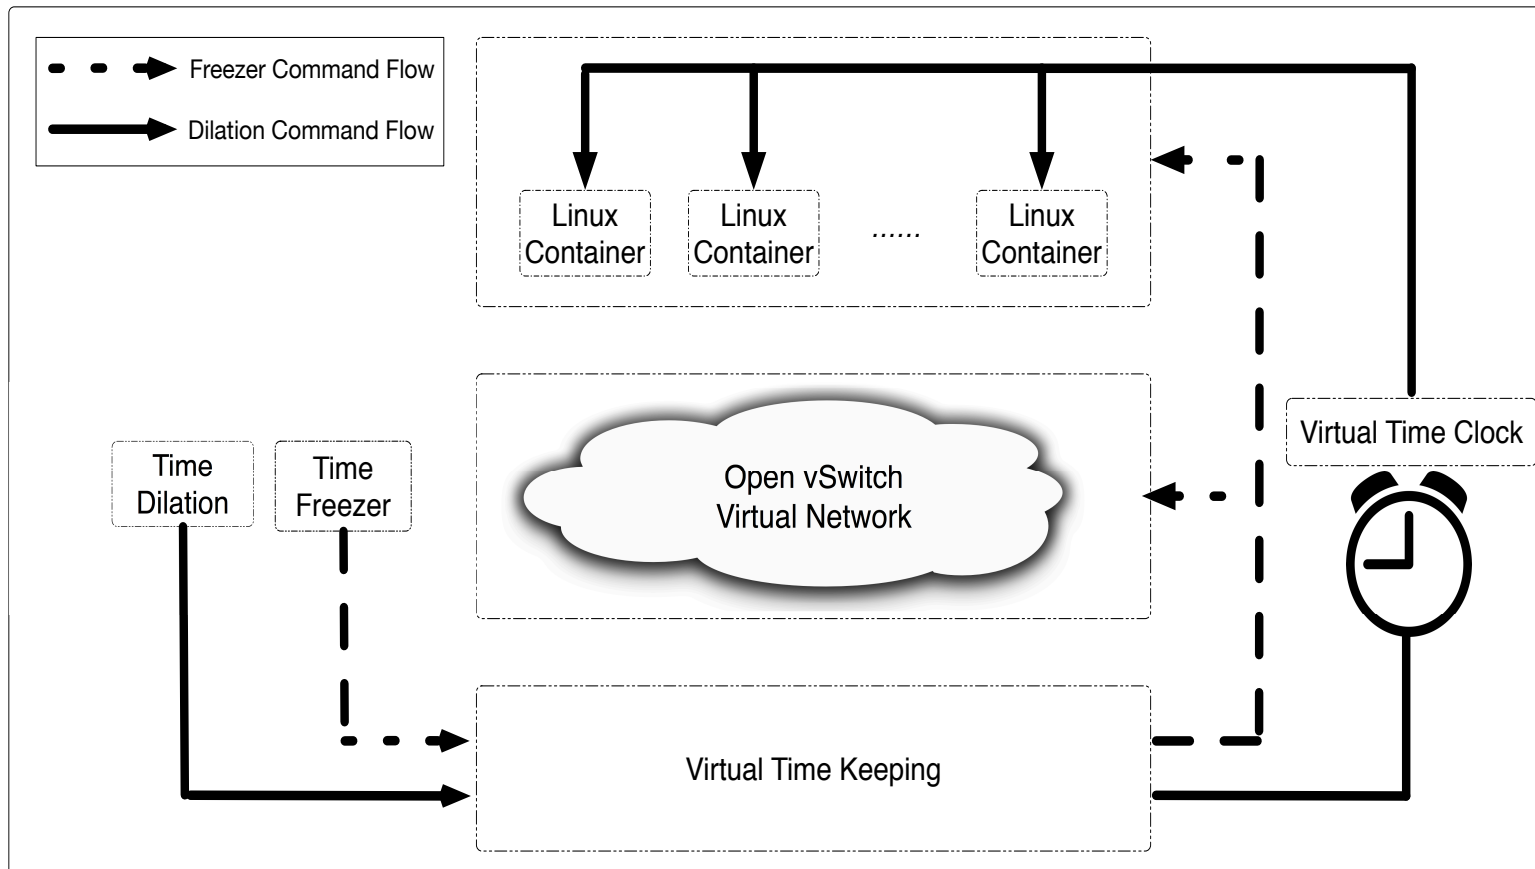 Freezer Command Flow
Dilation Command Flow
Linux
Container
Linux
Container
......
Linux
Container
Virtual Time Clock
Time
Dilation
Time
Freezer
Open vSwitch
Virtual Network
Virtual Time Keeping